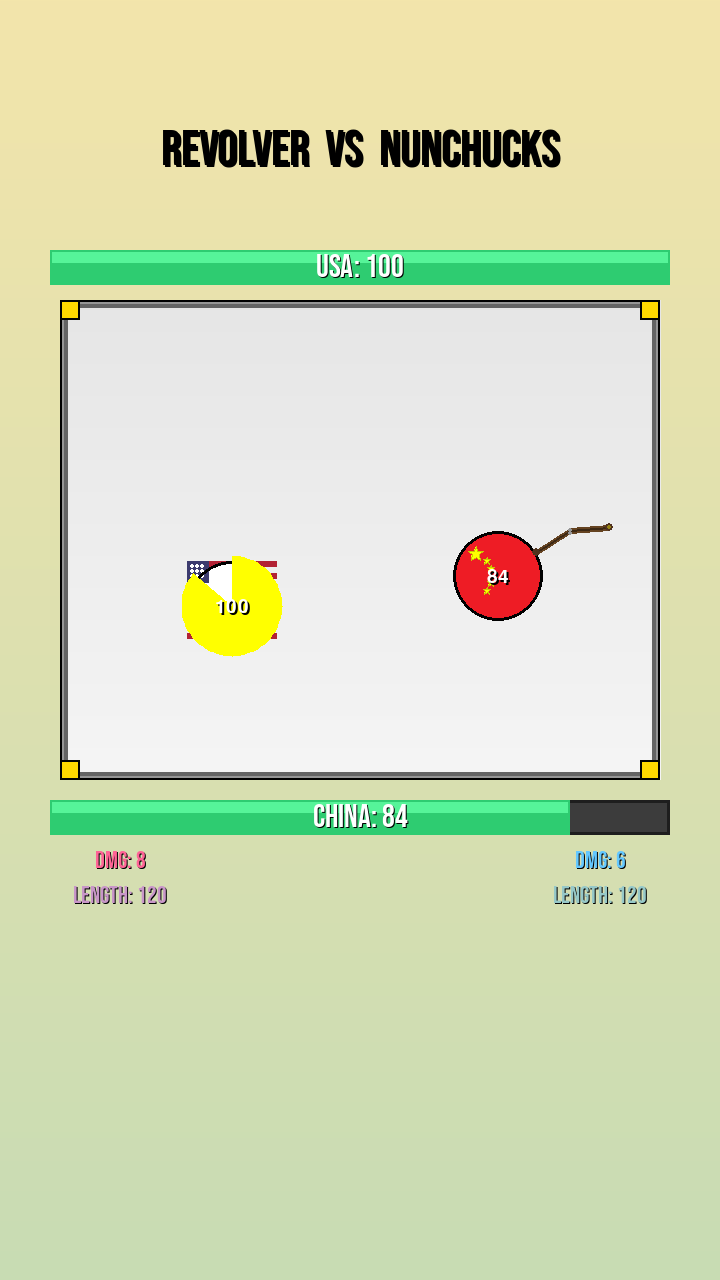 REVOLVER VS NUNCHUCKS
USA: 100
100
84
CHINA: 84
DMG: 8
DMG: 6
LENGTH: 120
LENGTH: 120